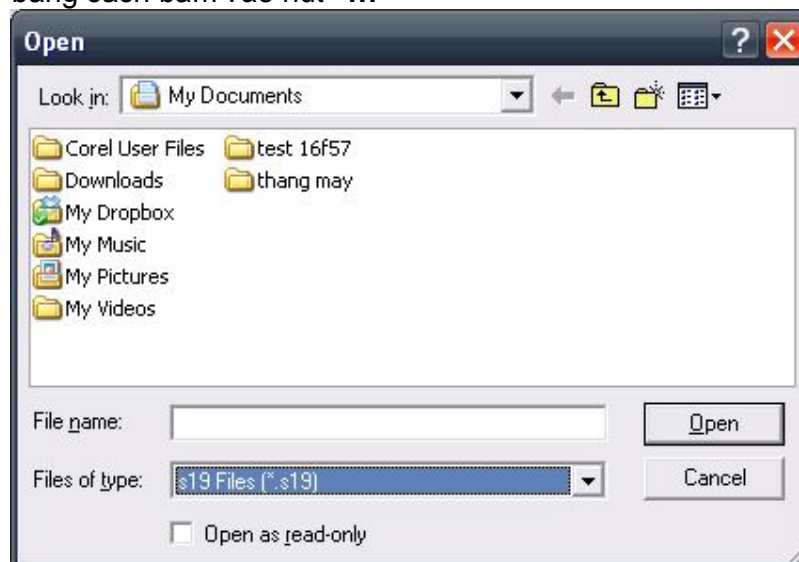 Open
Look in: My Documents
Corel User Files test 16f57
Downloads thang may
My Dropbox
My Music
My Pictures
My Videos
File name: Open
Files of type: s19 Files (*.s19) Cancel
Open as read-only